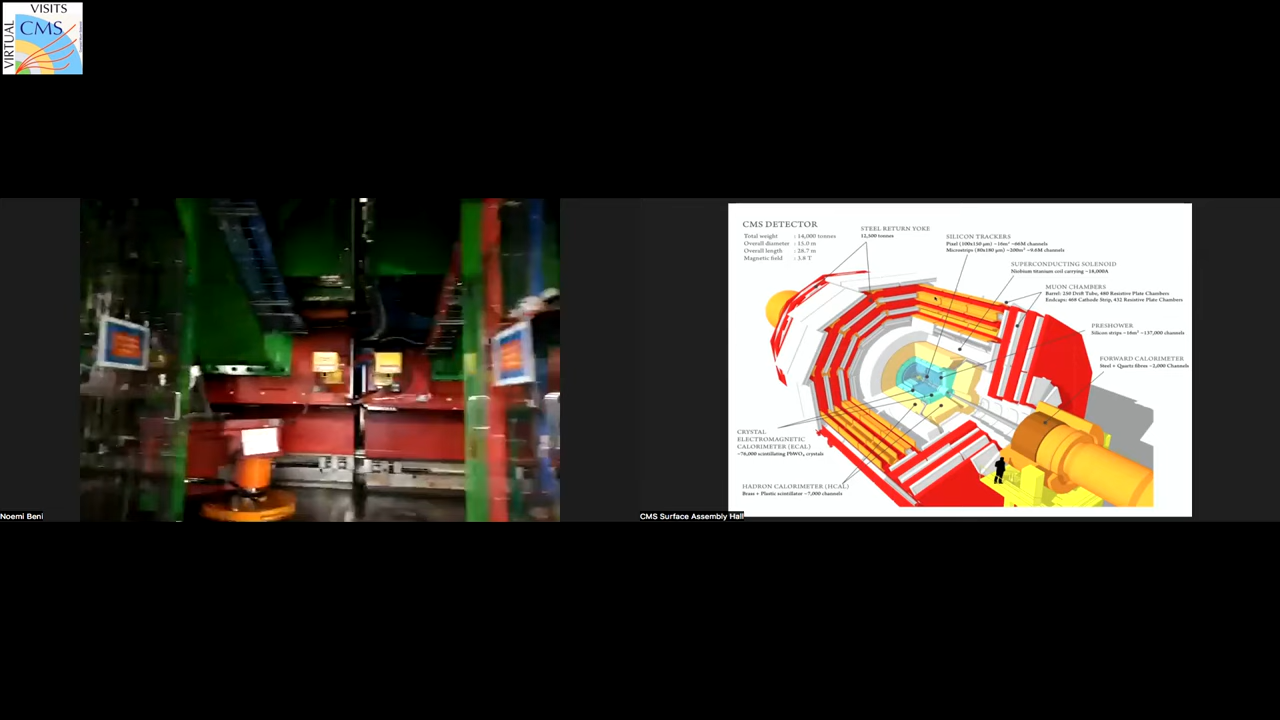 VISITS
CMS
VIRTUAL
CMS DETECTOR
Total weight : 14,000 tonnes
Overall diameter : 15.0 m
Overall length : 28.7 m
Magnetic field : 3.8 T
STEEL RETURN YOKE
12,500 tonnes
SILICON TRACKERS
Pixel (100x150 μm) ~16m² ~66M channels
Microstrips (80x180 μm) ~200m² ~9.6M channels
SUPERCONDUCTING SOLENOID
Niobium titanium coil carrying ~18,000A
MUON CHAMBERS
Barrel: 250 Drift Tube, 480 Resistive Plate Chambers
Endcaps: 468 Cathode Strip, 432 Resistive Plate Chambers
PRESHOWER
Silicon strips ~16m² ~137,000 channels
FORWARD CALORIMETER
Steel + Quartz fibres ~2,000 Channels
CRYSTAL
ELECTROMAGNETIC
CALORIMETER (ECAL)
~76,000 scintillating PbWO₄ crystals
HADRON CALORIMETER (HCAL)
Brass + Plastic scintillator ~7,000 channels
Noemi Beni
CMS Surface Assembly Hall